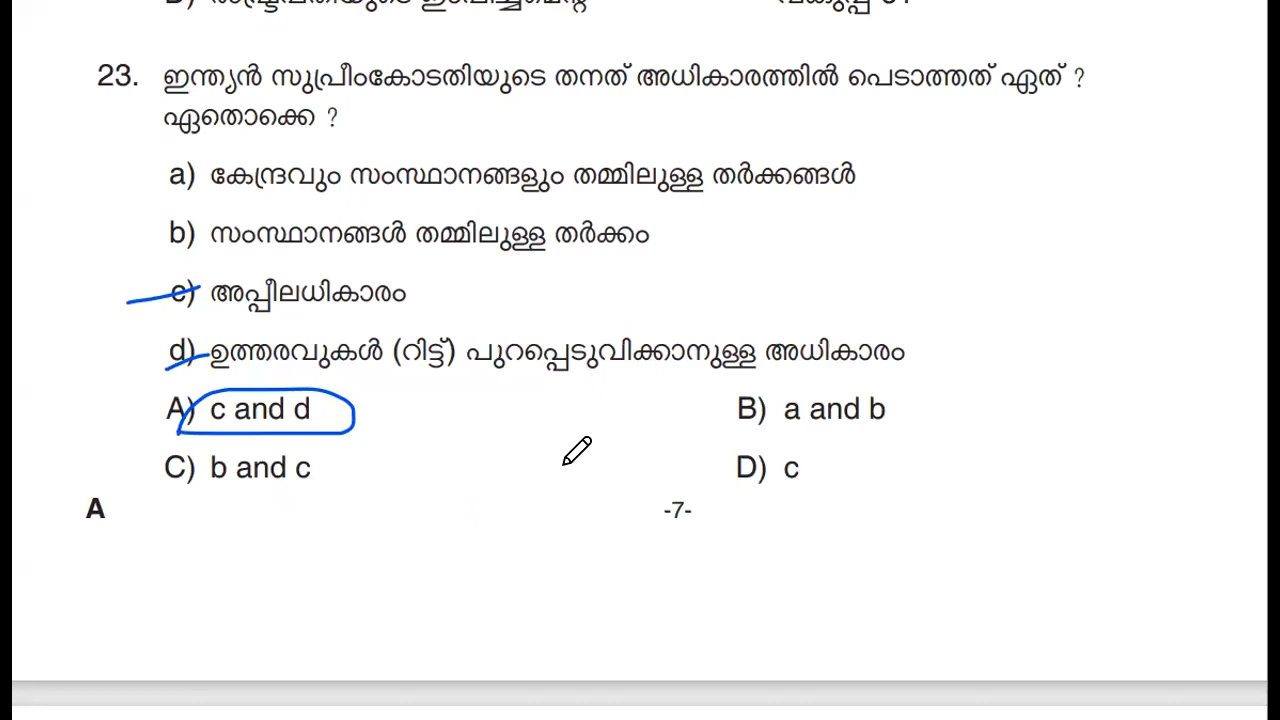 23. ഇന്ത്യൻ സുപ്രീംകോടതിയുടെ തനത് അധികാരത്തിൽ പെടാത്തത് ഏത് ?
ഏതൊക്കെ ?
a) കേന്ദ്രവും സംസ്ഥാനങ്ങളും തമ്മിലുള്ള തർക്കങ്ങൾ
b) സംസ്ഥാനങ്ങൾ തമ്മിലുള്ള തർക്കം
c) അപ്പീലധികാരം
d) ഉത്തരവുകൾ (റിട്ട്) പുറപ്പെടുവിക്കാനുള്ള അധികാരം
A) c and d B) a and b
C) b and c D) c
A -7-